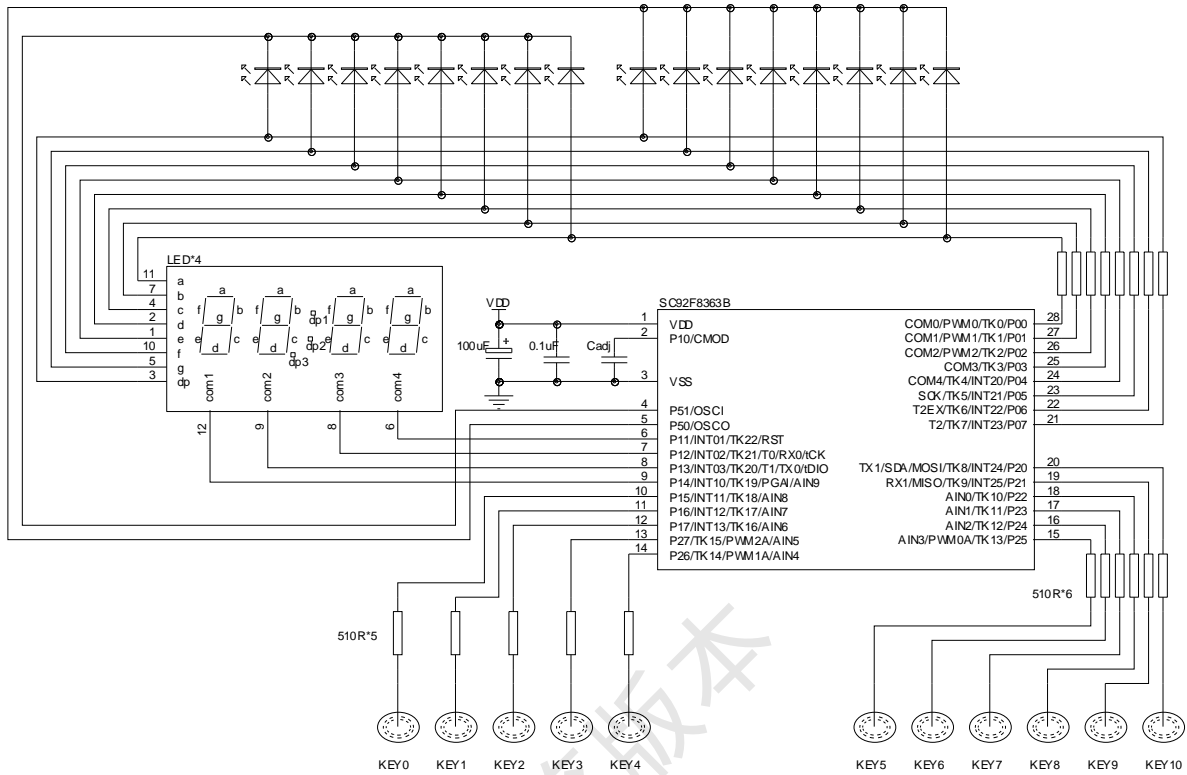 LED*4
11 a
7 b
4 c
2 d
1 e
10 f
5 g
3 dp
a a a a
f b f b f b f b
g g g g
dp1
e c e c dp2 e c e c
d d d d
dp3
com1 com2 com3 com4
12 9 8 6
VDD
100uF + 0.1uF Cadj
SC92F8363B
1 VDD
2 P10/CMOD
3 VSS
4 P51/OSCI
5 P50/OSCO
6 P11/INT01/TK22/RST
7 P12/INT02/TK21/T0/RX0/tCK
8 P13/INT03/TK20/T1/TX0/tDIO
9 P14/INT10/TK19/PGAI/AIN9
10 P15/INT11/TK18/AIN8
11 P16/INT12/TK17/AIN7
12 P17/INT13/TK16/AIN6
13 P27/TK15/PWM2A/AIN5
14 P26/TK14/PWM1A/AIN4
COM0/PWM0/TK0/P00 28
COM1/PWM1/TK1/P01 27
COM2/PWM2/TK2/P02 26
COM3/TK3/P03 25
COM4/TK4/INT20/P04 24
SCK/TK5/INT21/P05 23
T2EX/TK6/INT22/P06 22
T2/TK7/INT23/P07 21
TX1/SDA/MOSI/TK8/INT24/P20 20
RX1/MISO/TK9/INT25/P21 19
AIN0/TK10/P22 18
AIN1/TK11/P23 17
AIN2/TK12/P24 16
AIN3/PWM0A/TK13/P25 15
510R*5
510R*6
KEY0 KEY1 KEY2 KEY3 KEY4 KEY5 KEY6 KEY7 KEY8 KEY9 KEY10
版本